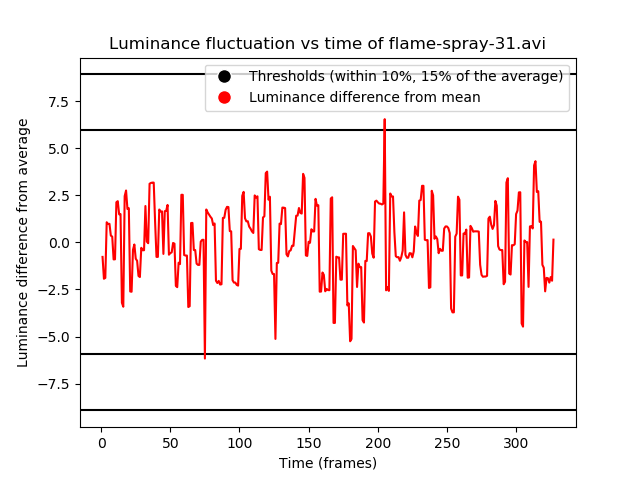 Luminance fluctuation vs time of flame-spray-31.avi
Thresholds (within 10%, 15% of the average)
Luminance difference from mean
Luminance difference from average
7.5
5.0
2.5
0.0
−2.5
−5.0
−7.5
0 50 100 150 200 250 300
Time (frames)